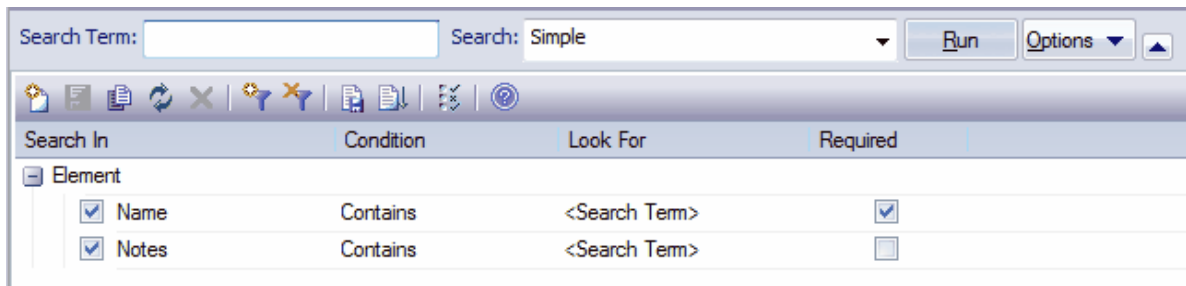 Search Term: Search: Simple Run Options
Search In Condition Look For Required
Element
Name Contains <Search Term>
Notes Contains <Search Term>